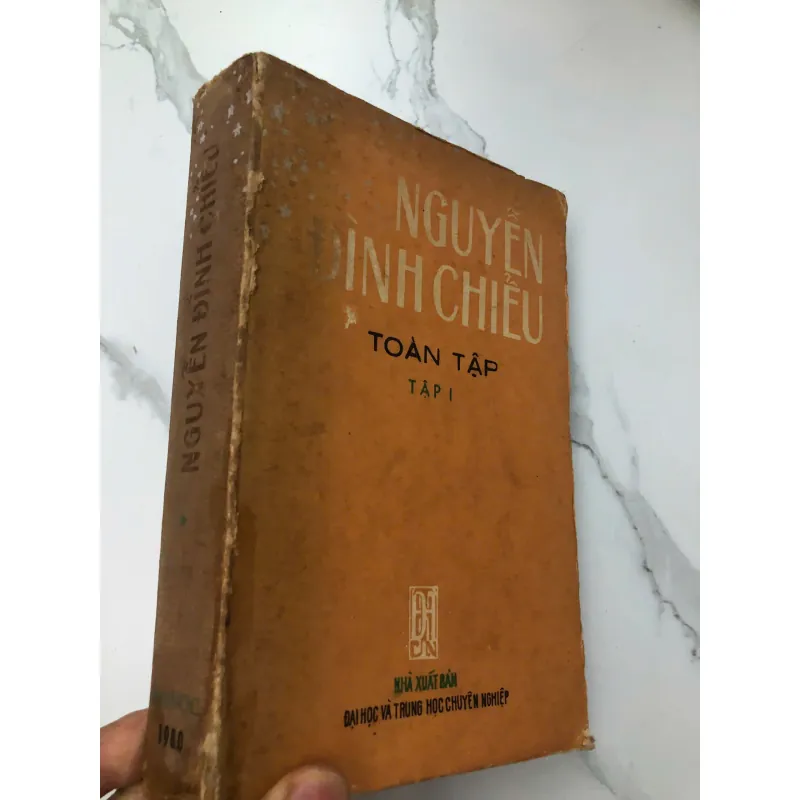 NGUYỄN ĐÌNH CHIỂU
1980
NGUYỄN
ĐÌNH CHIỂU
TOÀN TẬP
TẬP I
NHÀ XUẤT BẢN
ĐẠI HỌC VÀ TRUNG HỌC CHUYÊN NGHIỆP